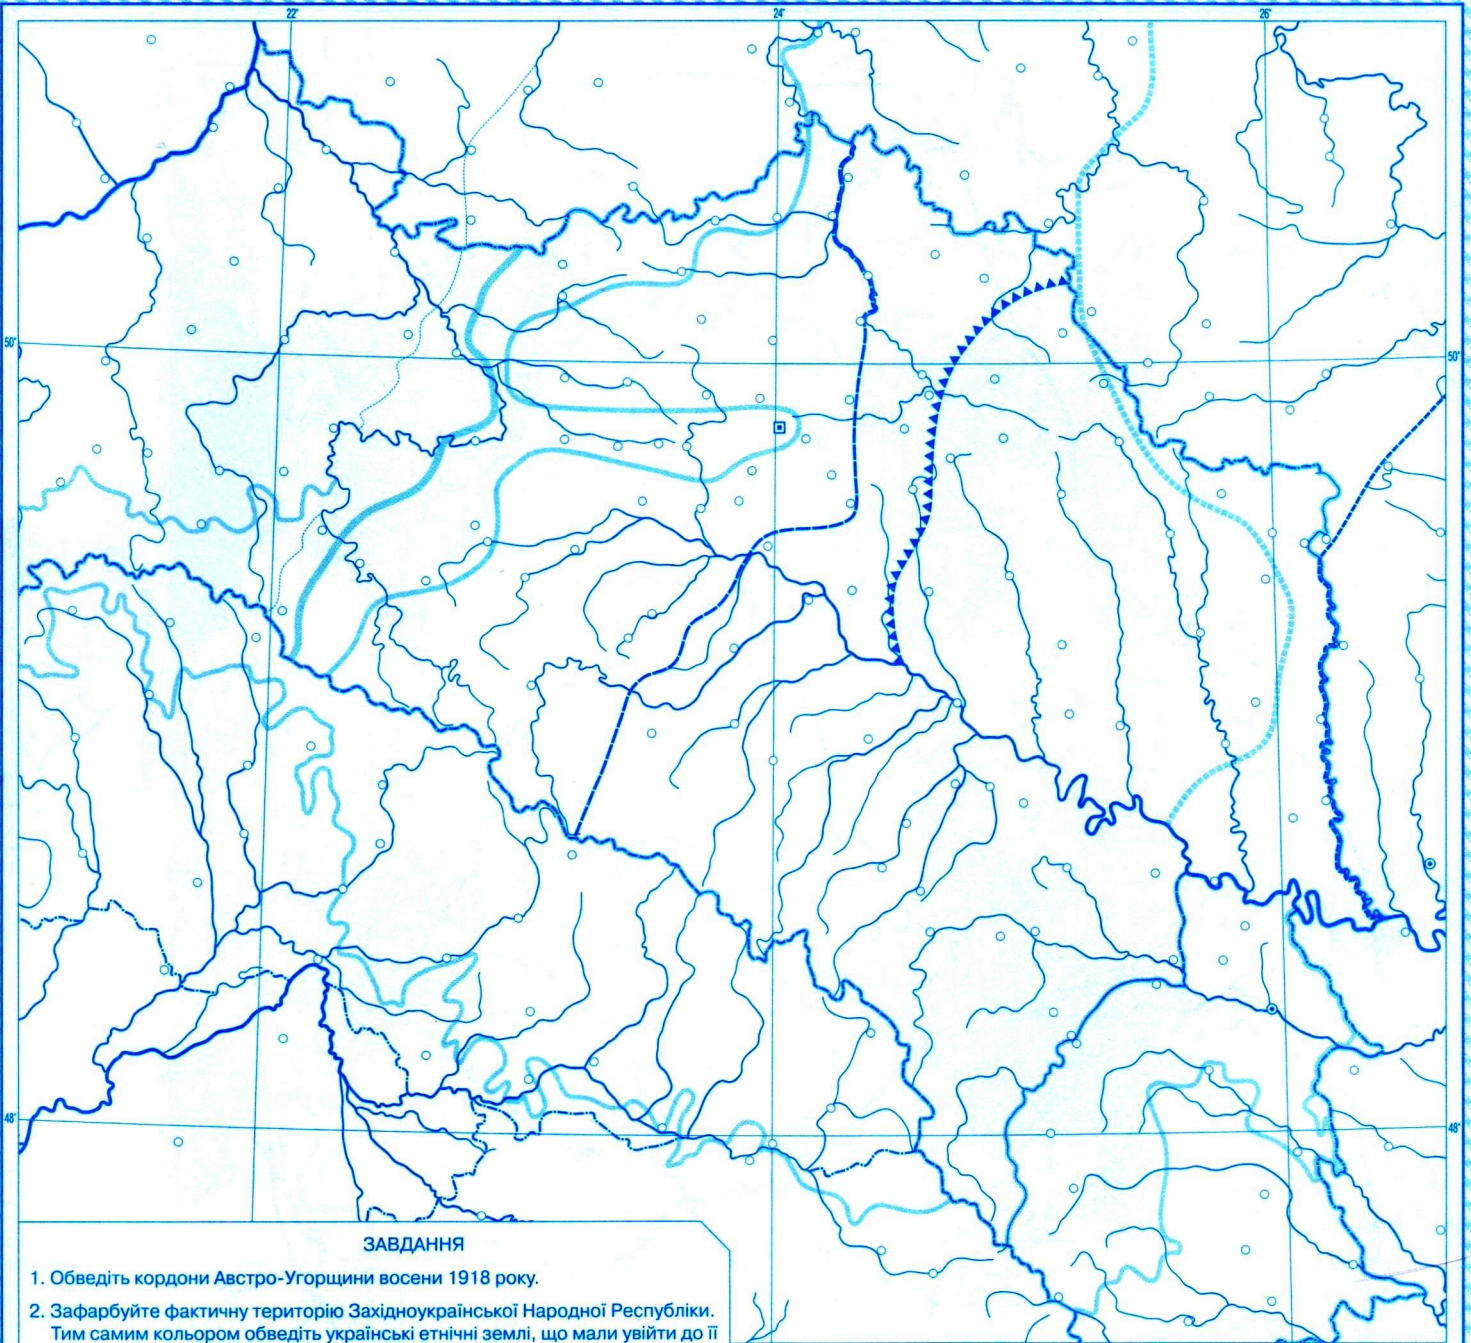 22°
24°
26°
50°
50°
48°
48°
ЗАВДАННЯ
1. Обведіть кордони Австро-Угорщини восени 1918 року.
2. Зафарбуйте фактичну територію Західноукраїнської Народної Республіки.
Тим самим кольором обведіть українські етнічні землі, що мали увійти до її